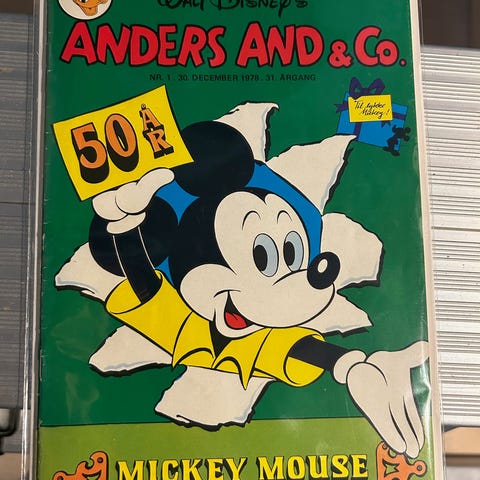 WALT DISNEY'S
ANDERS AND & Co.
NR. 1. 30. DECEMBER 1978. 31. ÅRGANG
50 ÅR
Til lykke
Mickey!
MICKEY MOUSE